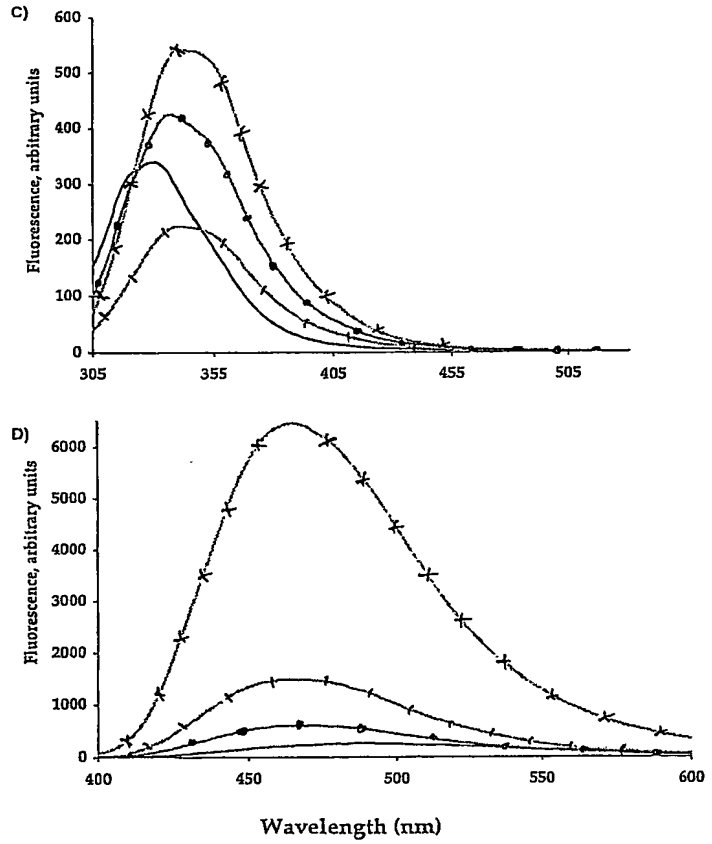 C)
Fluorescence, arbitrary units
600
500
400
300
200
100
0
305 355 405 455 505
D)
Fluorescence, arbitrary units
6000
5000
4000
3000
2000
1000
0
400 450 500 550 600
Wavelength (nm)